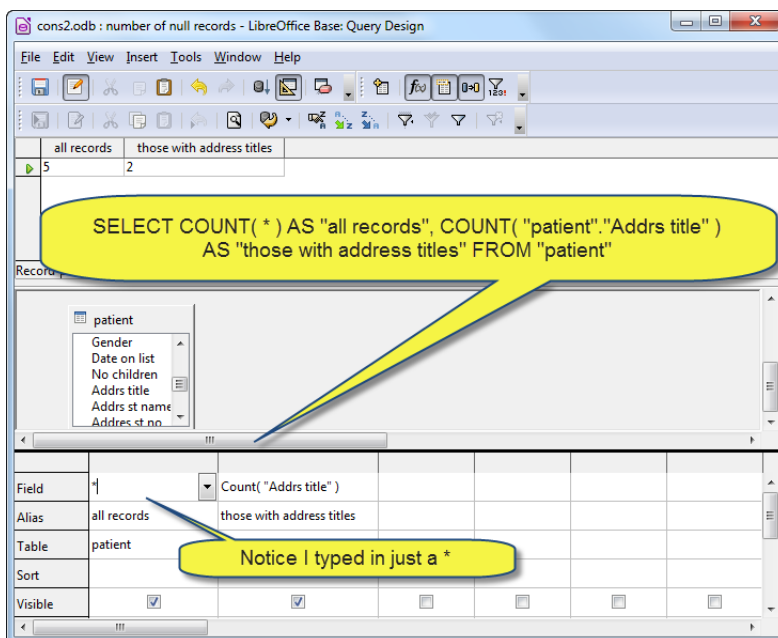 cons2.odb : number of null records - LibreOffice Base: Query Design
File Edit View Insert Tools Window Help
all records those with address titles
5 2
SELECT COUNT( * ) AS "all records", COUNT( "patient"."Addrs title" )
AS "those with address titles" FROM "patient"
patient
Gender
Date on list
No children
Addrs title
Addrs st name
Addres st no
Field * Count( "Addrs title" )
Alias all records those with address titles
Table patient
Notice I typed in just a *
Sort
Visible